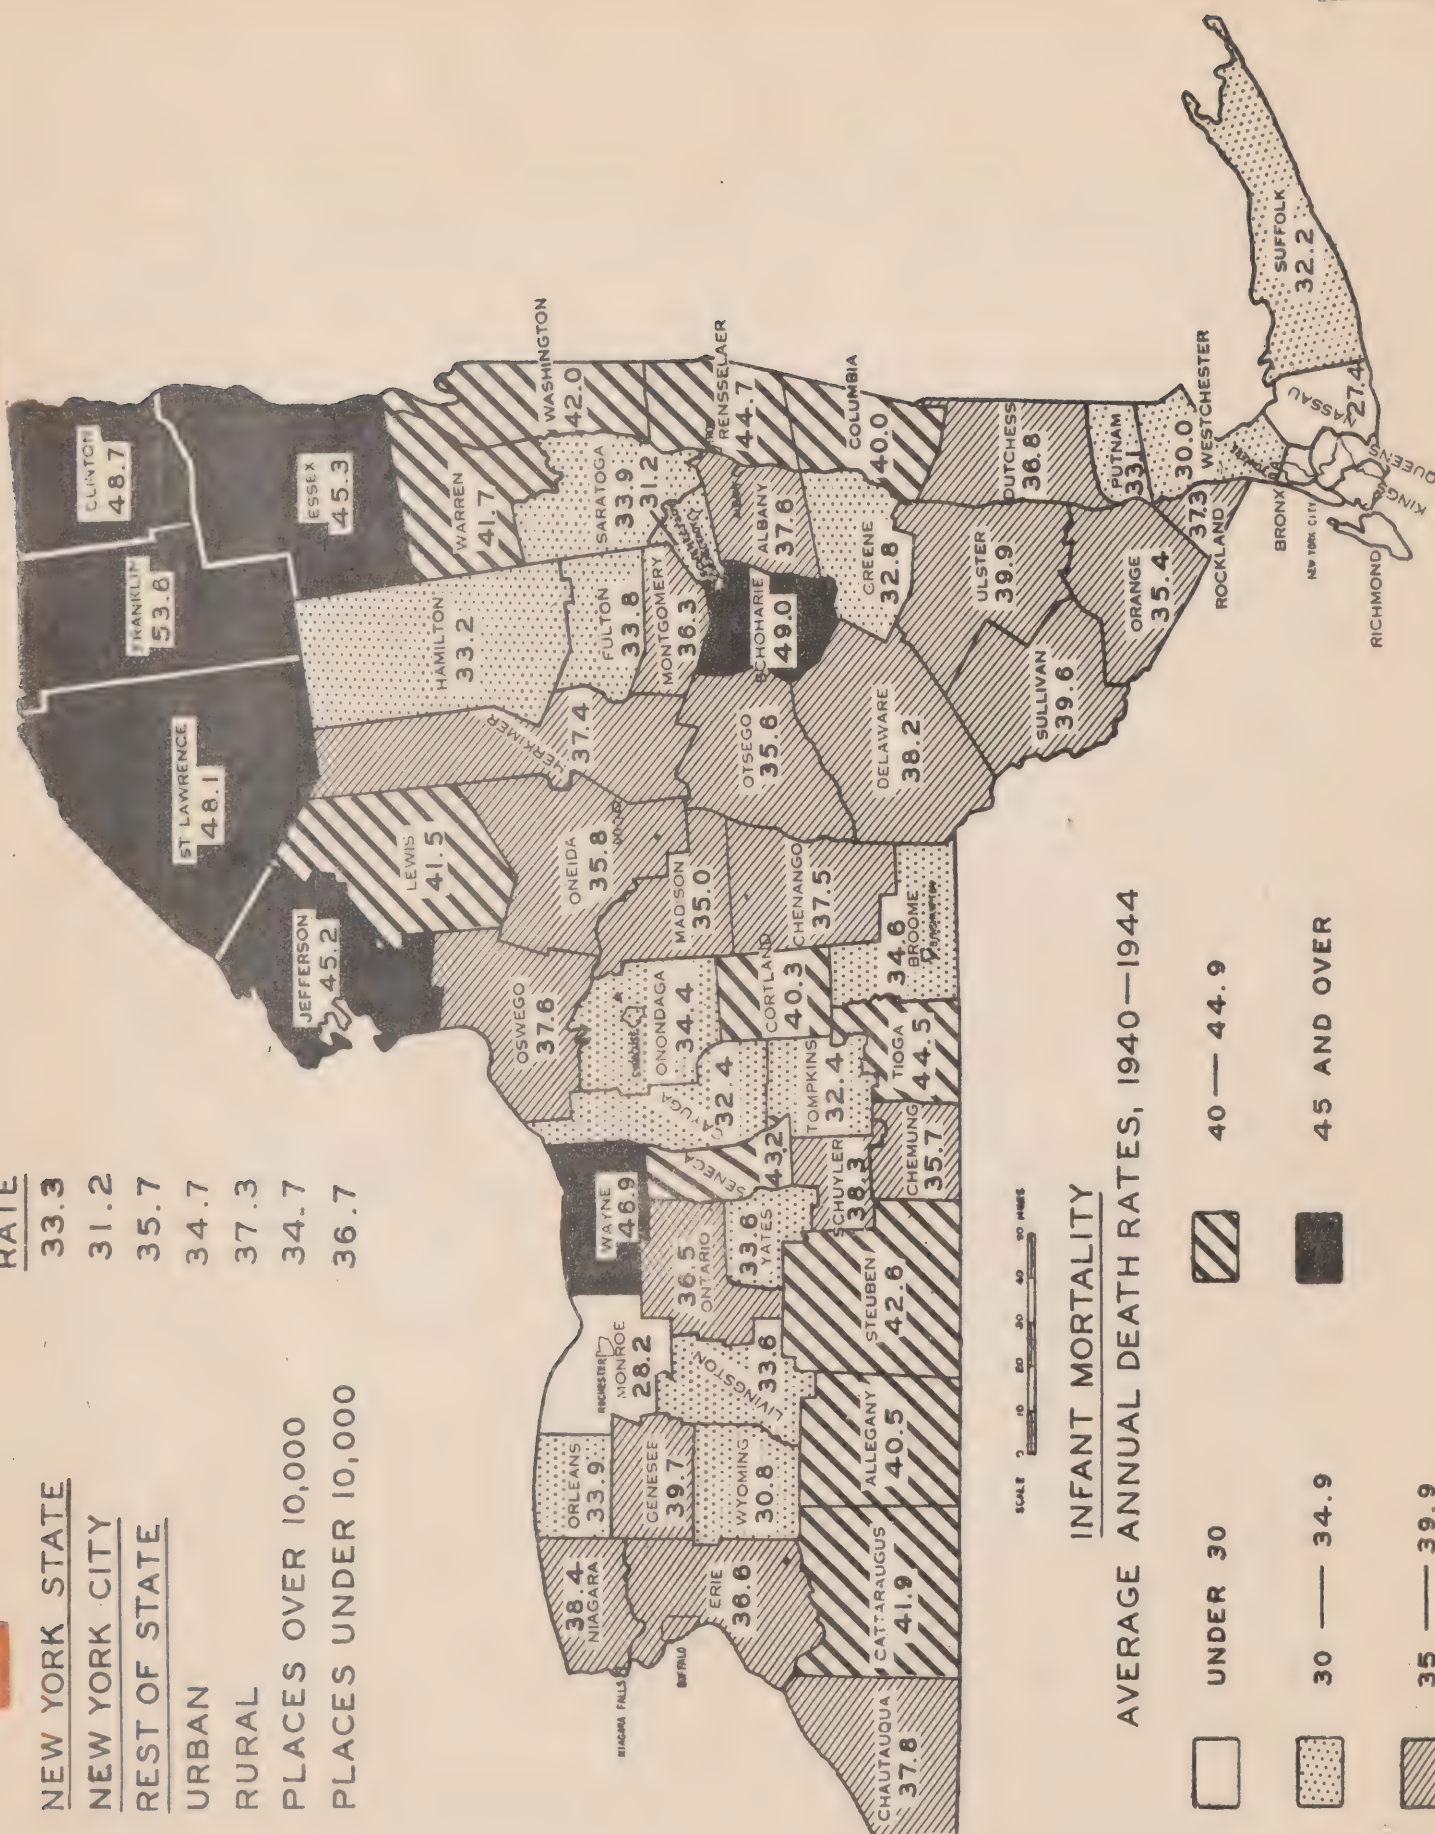 RATE
NEW YORK STATE 33.3
NEW YORK CITY 31.2
REST OF STATE 35.7
URBAN 34.7
RURAL 37.3
PLACES OVER 10,000 34.7
PLACES UNDER 10,000 36.7
CLINTON
48.7
FRANKLIN
53.8
ST LAWRENCE
48.1
ESSEX
45.3
JEFFERSON
45.2
LEWIS
41.5
HAMILTON
33.2
HERKIMER
37.4
WARREN
41.7
WASHINGTON
42.0
SARATOGA
33.9
31.2
FULTON
33.8
MONTGOMERY
36.3
ONEIDA
35.8
OSWEGO
37.6
MADISON
35.0
ONONDAGA
34.4
CAYUGA
32.4
WAYNE
46.9
SENECA
43.2
ONTARIO
36.5
YATES
33.6
ROCHESTER
MONROE
28.2
LIVINGSTON
33.6
ORLEANS
33.9
GENESEE
39.7
WYOMING
30.8
38.4
NIAGARA
NIAGARA FALLS
BUFFALO
ERIE
36.6
CHAUTAUQUA
37.8
CATTARAUGUS
41.9
ALLEGANY
40.5
STEUBEN
42.6
SCHUYLER
38.3
CHEMUNG
35.7
TOMPKINS
32.4
TIOGA
44.5
CORTLAND
40.3
34.6
BROOME
CHENANGO
37.5
OTSEGO
35.6
DELAWARE
38.2
SCHOHARIE
49.0
ALBANY
37.6
RENSSELAER
44.7
COLUMBIA
40.0
GREENE
32.8
ULSTER
39.9
SULLIVAN
39.6
ORANGE
35.4
DUTCHESS
36.8
PUTNAM
33.1
30.0
WESTCHESTER
37.3
ROCKLAND
BRONX
NEW YORK CITY
RICHMOND
KINGS
QUEENS
NASSAU
27.4
SUFFOLK
32.2
SCALE 0 10 20 30 40 50 MILES
INFANT MORTALITY
AVERAGE ANNUAL DEATH RATES, 1940—1944
UNDER 30
40 — 44.9
30 — 34.9
45 AND OVER
35 — 39.9